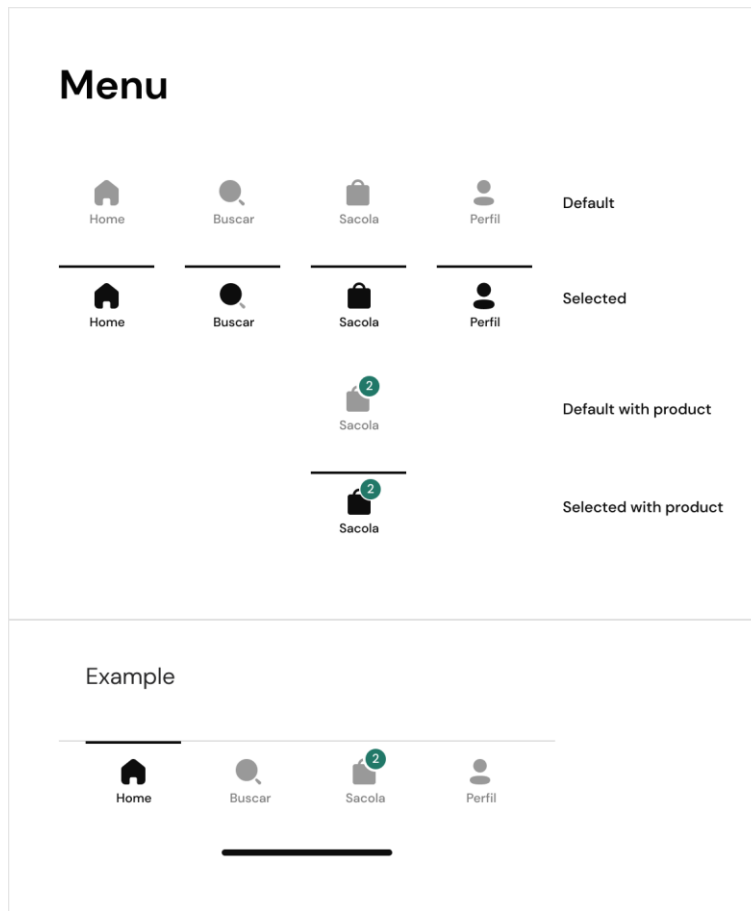 Menu
Home Buscar Sacola Perfil Default
Home Buscar Sacola Perfil Selected
2
Sacola Default with product
2
Sacola Selected with product
Example
2
Home Buscar Sacola Perfil